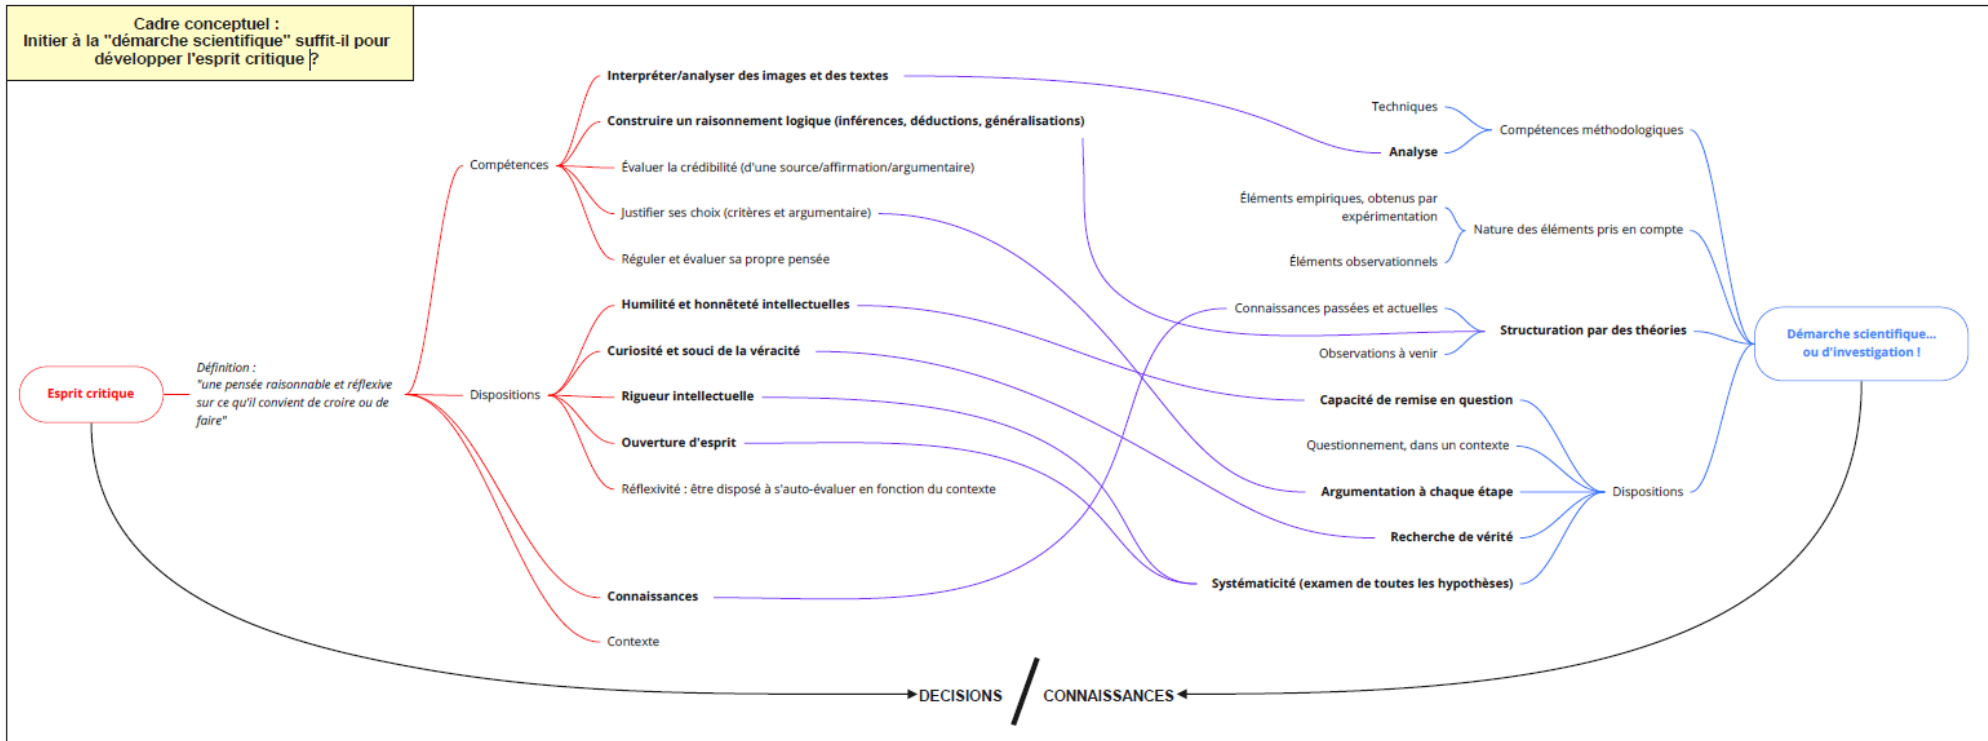 Cadre conceptuel :
Initier à la "démarche scientifique" suffit-il pour
développer l'esprit critique ?
Esprit critique
Définition :
"une pensée raisonnable et réflexive
sur ce qu'il convient de croire ou de
faire"
Compétences
Interpréter/analyser des images et des textes
Construire un raisonnement logique (inférences, déductions, généralisations)
Évaluer la crédibilité (d'une source/affirmation/argumentaire)
Justifier ses choix (critères et argumentaire)
Réguler et évaluer sa propre pensée
Dispositions
Humilité et honnêteté intellectuelles
Curiosité et souci de la véracité
Rigueur intellectuelle
Ouverture d'esprit
Réflexivité : être disposé à s'auto-évaluer en fonction du contexte
Connaissances
Contexte
Techniques
Analyse
Compétences méthodologiques
Éléments empiriques, obtenus par
expérimentation
Éléments observationnels
Nature des éléments pris en compte
Connaissances passées et actuelles
Observations à venir
Structuration par des théories
Capacité de remise en question
Questionnement, dans un contexte
Argumentation à chaque étape
Recherche de vérité
Systématicité (examen de toutes les hypothèses)
Dispositions
Démarche scientifique...
ou d'investigation !
DECISIONS / CONNAISSANCES